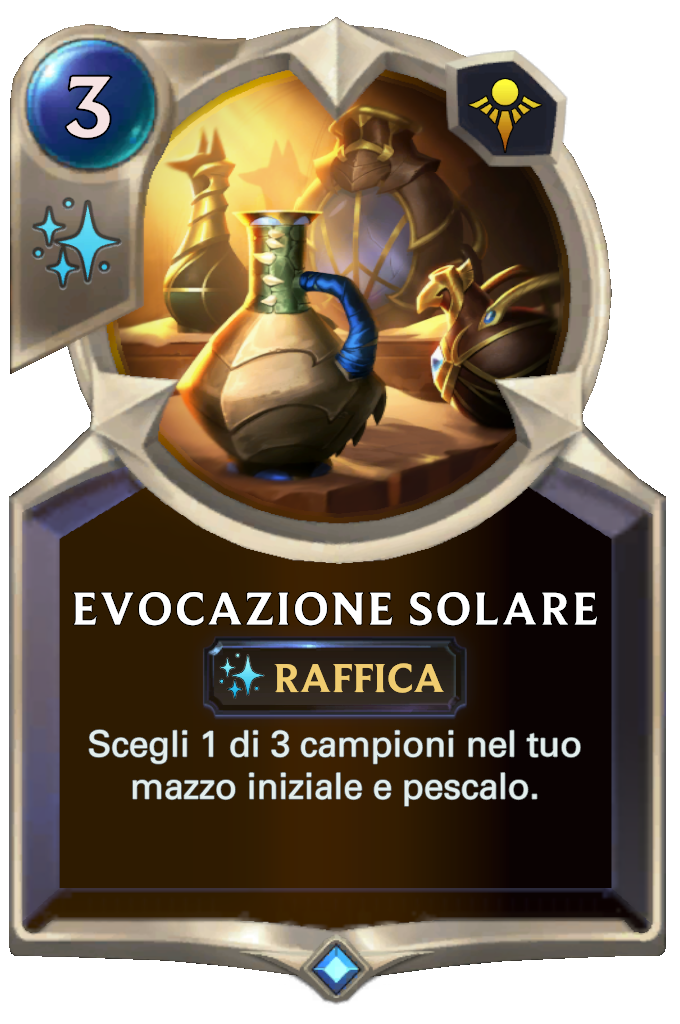 3
EVOCAZIONE SOLARE
RAFFICA
Scegli 1 di 3 campioni nel tuo
mazzo iniziale e pescalo.